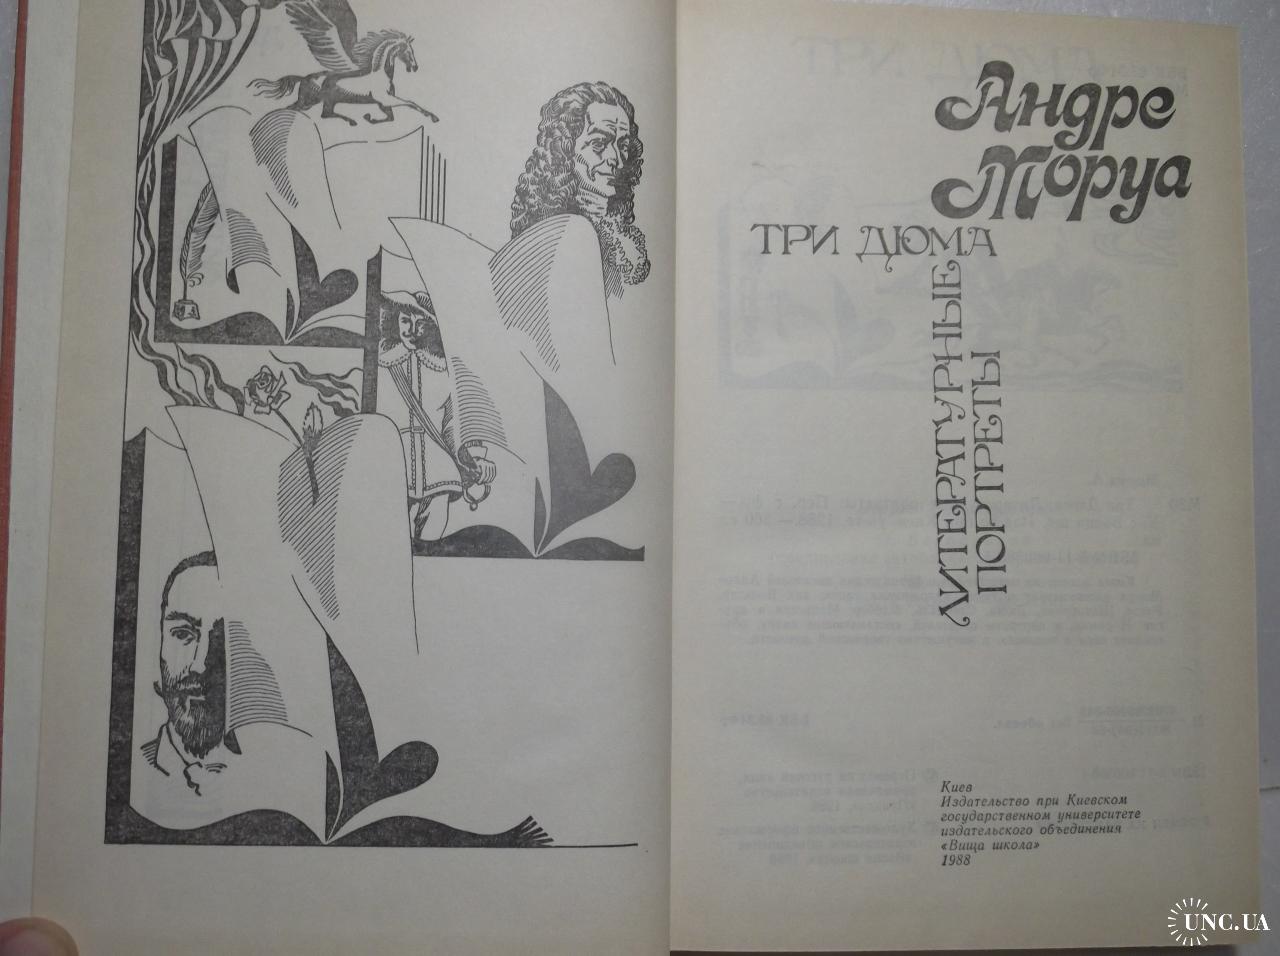 Андре
Моруа
ТРИ ДЮМА
ЛИТЕРАТУРНЫЕ
ПОРТРЕТЫ
Киев
Издательство при Киевском
государственном университете
издательского объединения
«Вища школа»
1988
UNC.UA